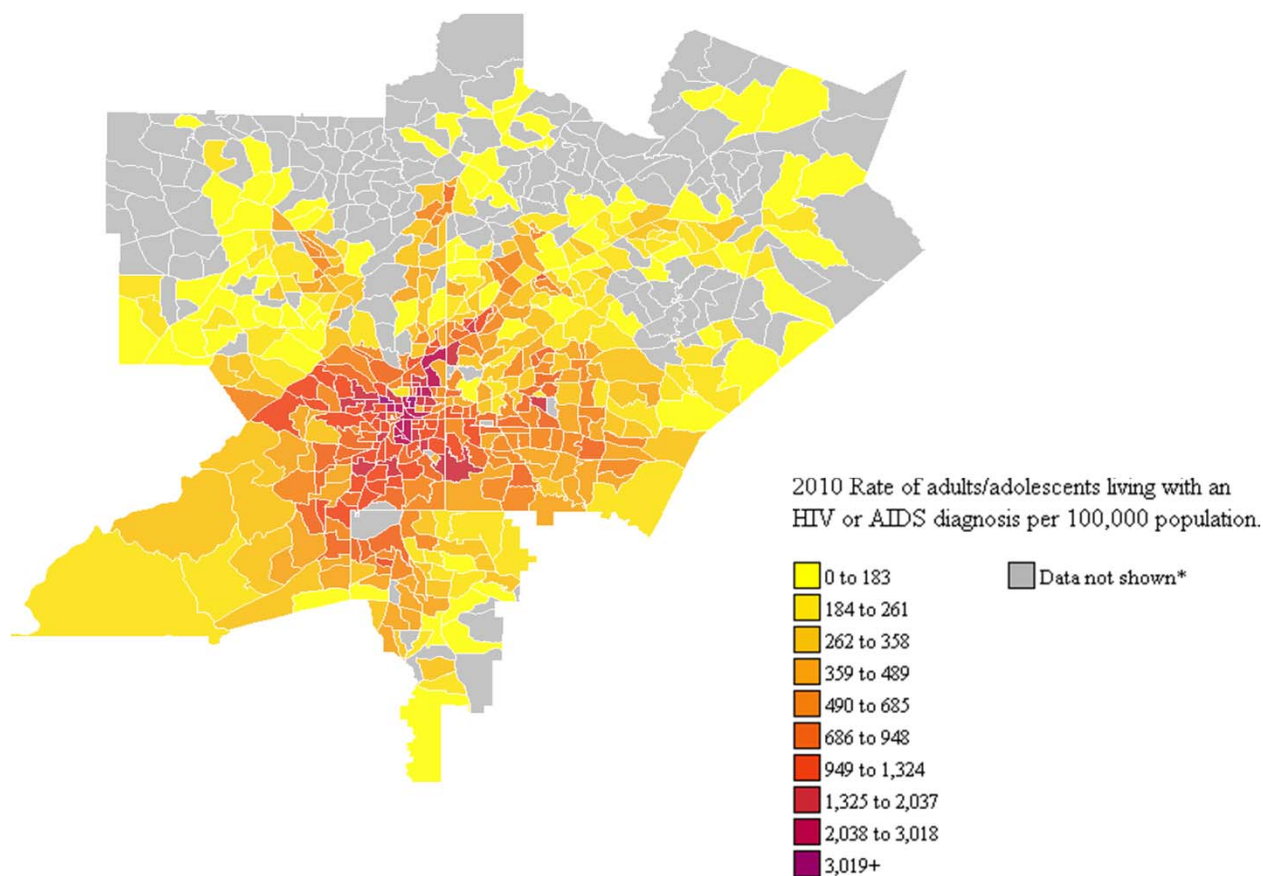 2010 Rate of adults/adolescents living with an
HIV or AIDS diagnosis per 100,000 population.
0 to 183
Data not shown*
184 to 261
262 to 358
359 to 489
490 to 685
686 to 948
949 to 1,324
1,325 to 2,037
2,038 to 3,018
3,019+